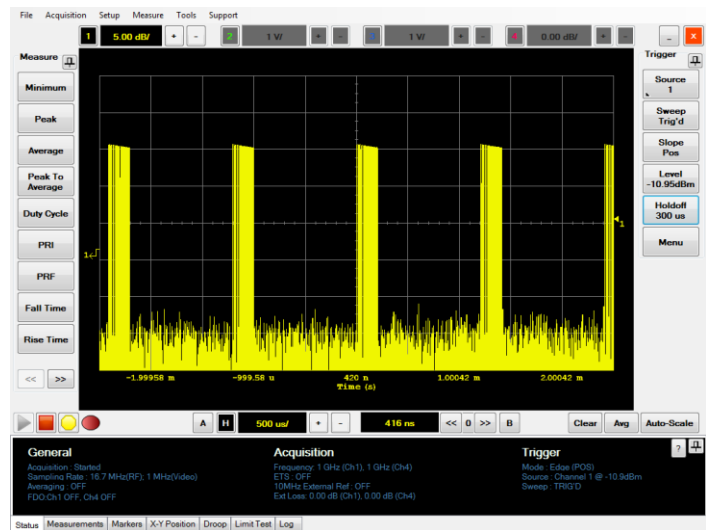 File Acquisition Setup Measure Tools Support
1 5.00 dB/ + - 2 1 V/ + - 3 1 V/ + - 4 0.00 dB/ + - _ X
Measure
Minimum
Peak
Average
Peak To
Average
Duty Cycle
PRI
PRF
Fall Time
Rise Time
<< >>
1
1
-1.99958 m -999.58 u 420 n 1.00042 m 2.00042 m
Time (s)
Trigger
Source
1
Sweep
Trig'd
Slope
Pos
Level
-10.95dBm
Holdoff
300 us
Menu
A H 500 us/ + - 416 ns << 0 >> B Clear Avg Auto-Scale
General
Acquisition : Started
Sampling Rate : 16.7 MHz(RF); 1 MHz(Video)
Averaging : OFF
FDO:Ch1 OFF, Ch4 OFF
Acquisition
Frequency: 1 GHz (Ch1), 1 GHz (Ch4)
ETS : OFF
10MHz External Ref : OFF
Ext Loss: 0.00 dB (Ch1), 0.00 dB (Ch4)
Trigger
Mode : Edge (POS)
Source : Channel 1 @ -10.9dBm
Sweep : TRIG'D
?
Status Measurements Markers X-Y Position Droop Limit Test Log